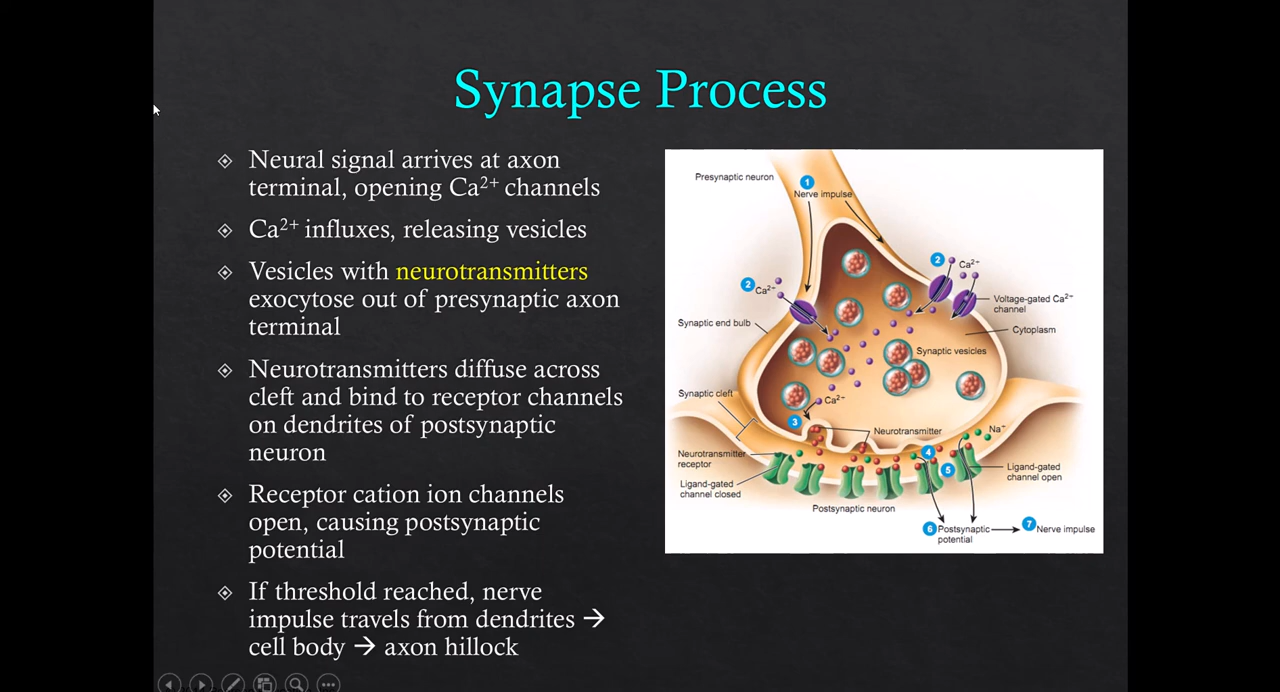 Synapse Process
Neural signal arrives at axon
terminal, opening Ca²⁺ channels
Ca²⁺ influxes, releasing vesicles
Vesicles with neurotransmitters
exocytose out of presynaptic axon
terminal
Neurotransmitters diffuse across
cleft and bind to receptor channels
on dendrites of postsynaptic
neuron
Receptor cation ion channels
open, causing postsynaptic
potential
If threshold reached, nerve
impulse travels from dendrites →
cell body → axon hillock
Presynaptic neuron
1
Nerve impulse
2
Ca²⁺
2
Ca²⁺
Voltage-gated Ca²⁺
channel
Synaptic end bulb
Cytoplasm
Synaptic vesicles
Synaptic cleft
Ca²⁺
3
Neurotransmitter
Na⁺
4
Neurotransmitter
receptor
5
Ligand-gated
channel open
Ligand-gated
channel closed
Postsynaptic neuron
6 Postsynaptic
potential
7 Nerve impulse